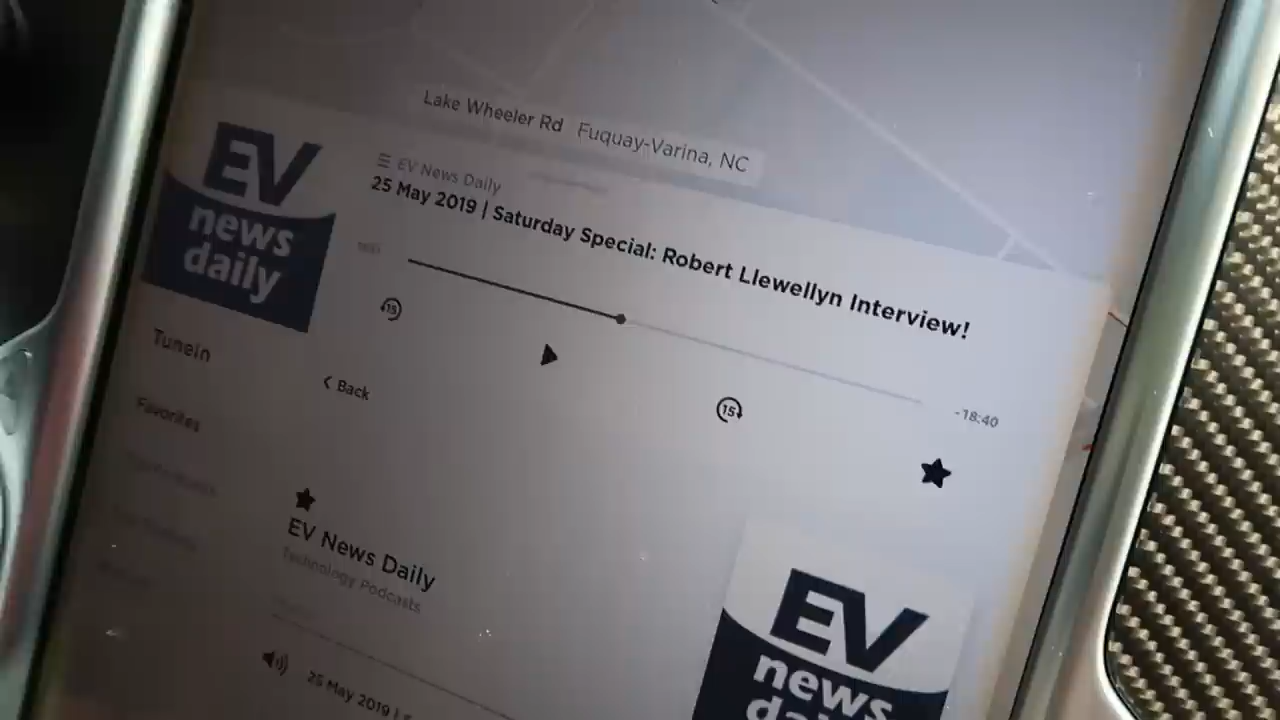 Lake Wheeler Rd Fuquay-Varina, NC
EV
news
daily
EV News Daily
25 May 2019 | Saturday Special: Robert Llewellyn Interview!
15
15
-18:40
TuneIn
< Back
Favorites
EV News Daily
Technology Podcasts
25 May 2019 |
EV
news